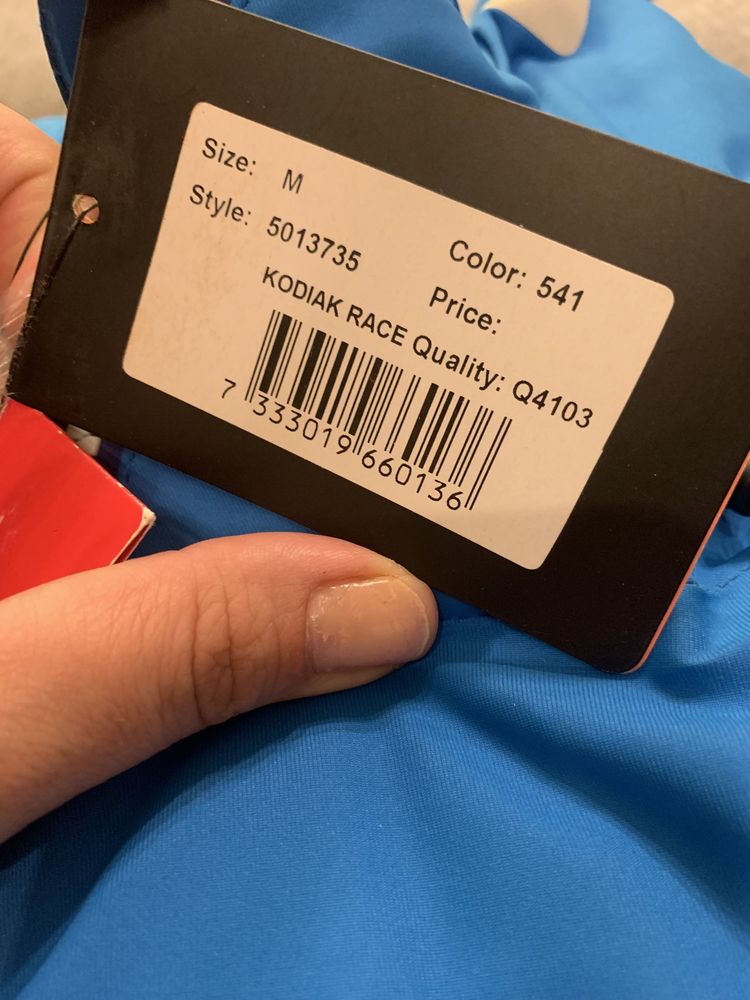 Size: M
Style: 5013735 Color: 541
KODIAK RACE Price:
Quality: Q4103
7 333019 660136